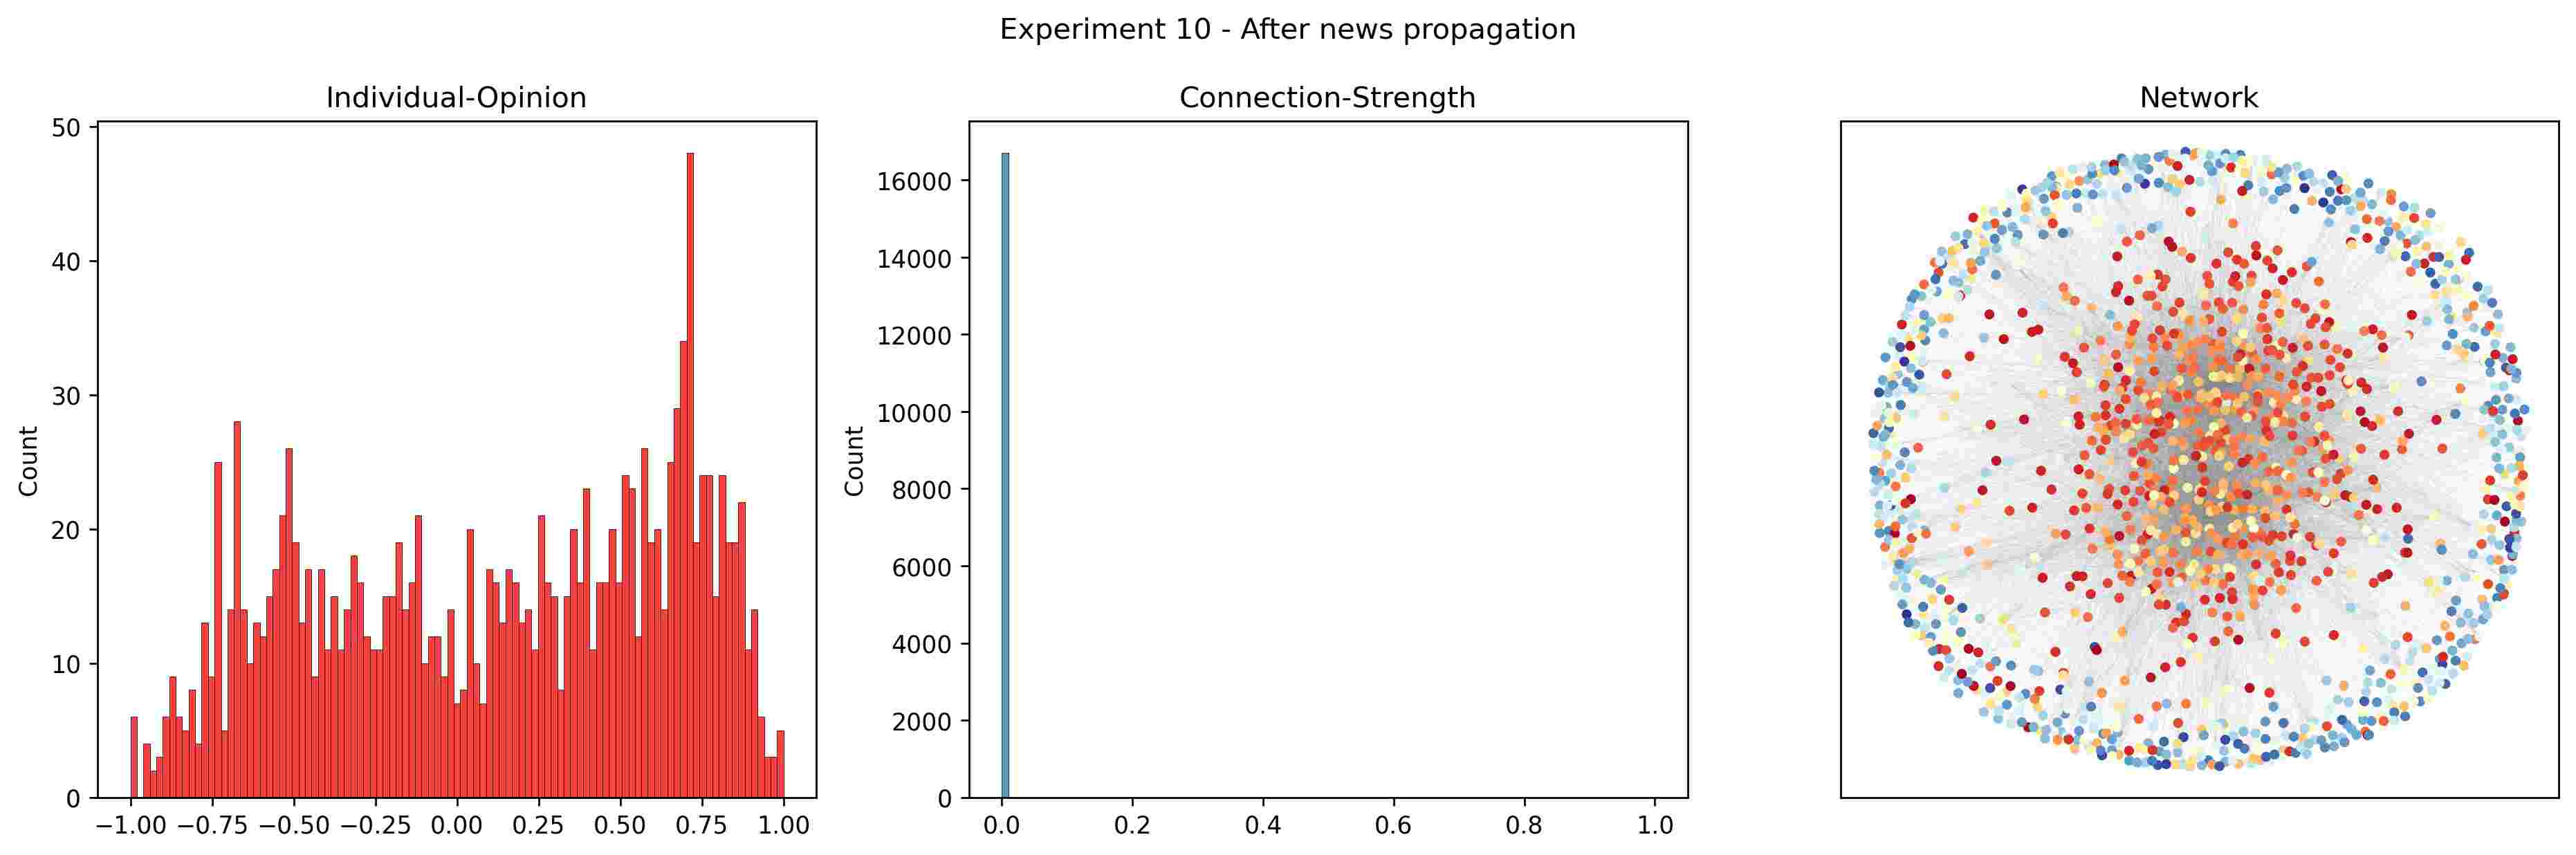 Experiment 10 - After news propagation
Individual-Opinion
Count
50
40
30
20
10
0
−1.00 −0.75 −0.50 −0.25 0.00 0.25 0.50 0.75 1.00
Connection-Strength
Count
16000
14000
12000
10000
8000
6000
4000
2000
0
0.0 0.2 0.4 0.6 0.8 1.0
Network